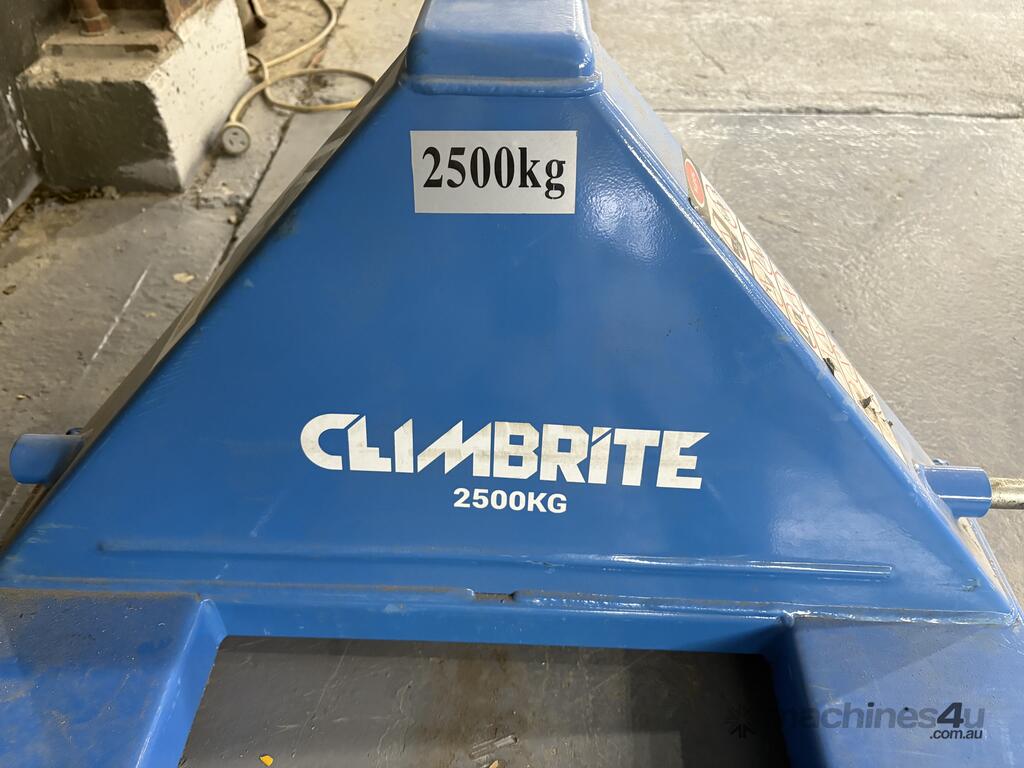 2500kg
CLIMBRITE
2500KG
machines4u
.com.au